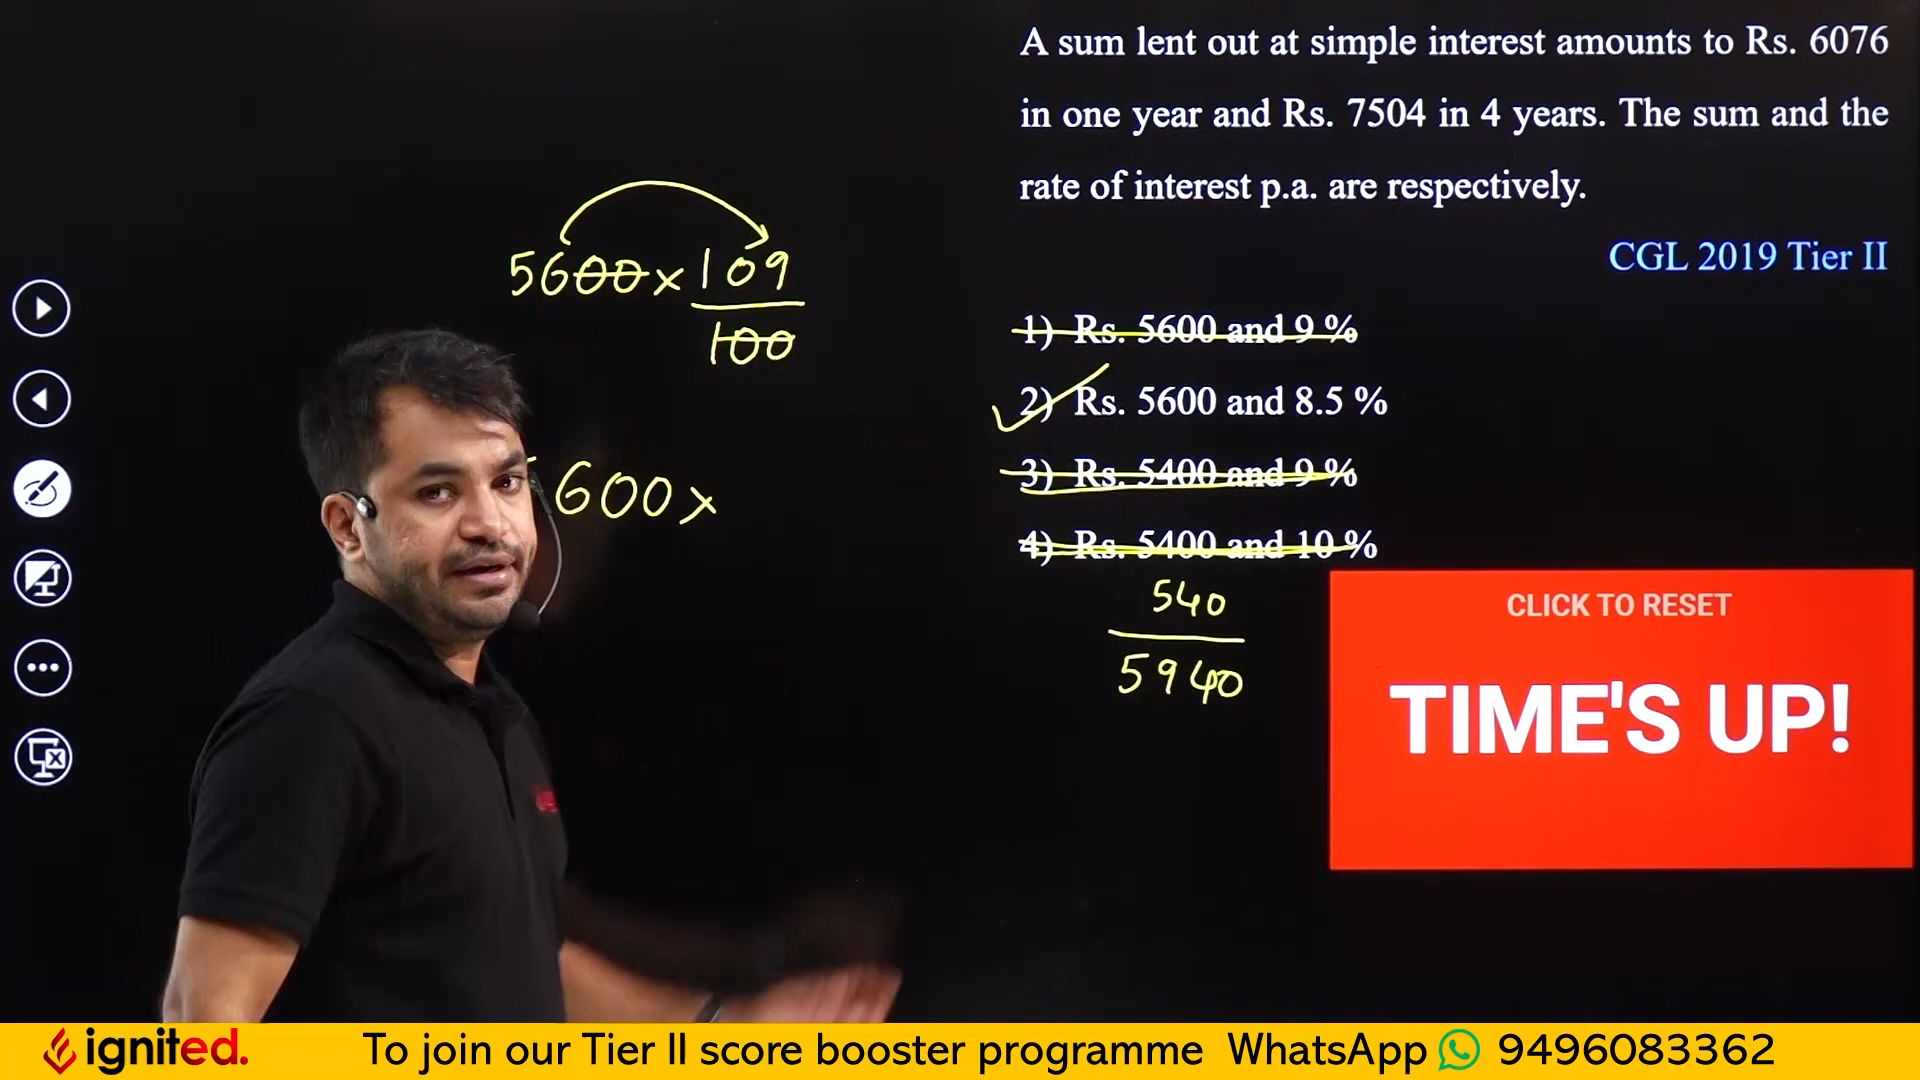 A sum lent out at simple interest amounts to Rs. 6076
in one year and Rs. 7504 in 4 years. The sum and the
rate of interest p.a. are respectively.
CGL 2019 Tier II
5600 x 109
100
600 x
1) Rs. 5600 and 9 %
2) Rs. 5600 and 8.5 %
3) Rs. 5400 and 9 %
4) Rs. 5400 and 10 %
540
5940
CLICK TO RESET
TIME'S UP!
ignited.
To join our Tier II score booster programme WhatsApp 9496083362